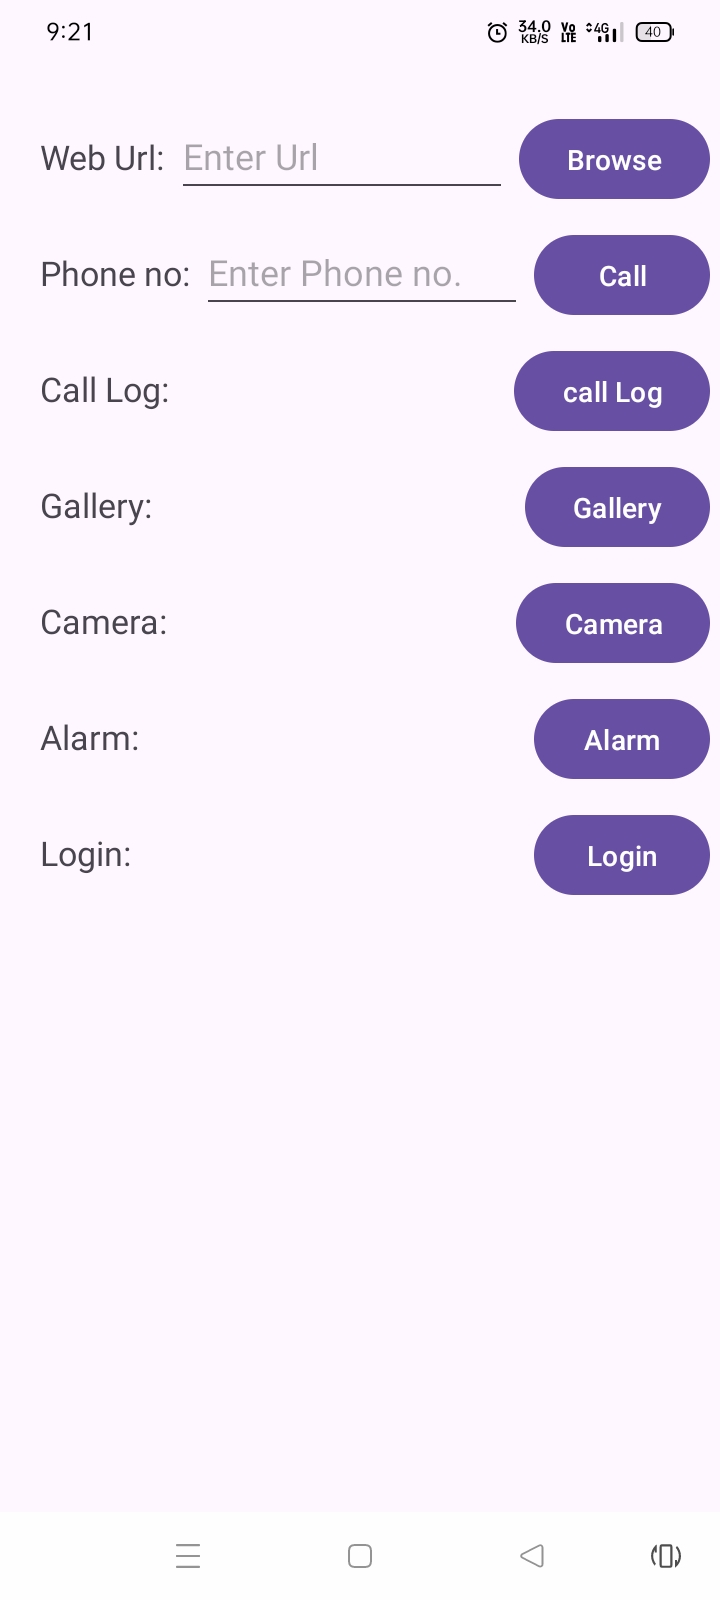 9:21 34.0 KB/S Vo LTE 4G 40
Web Url: Enter Url Browse
Phone no: Enter Phone no. Call
Call Log: call Log
Gallery: Gallery
Camera: Camera
Alarm: Alarm
Login: Login